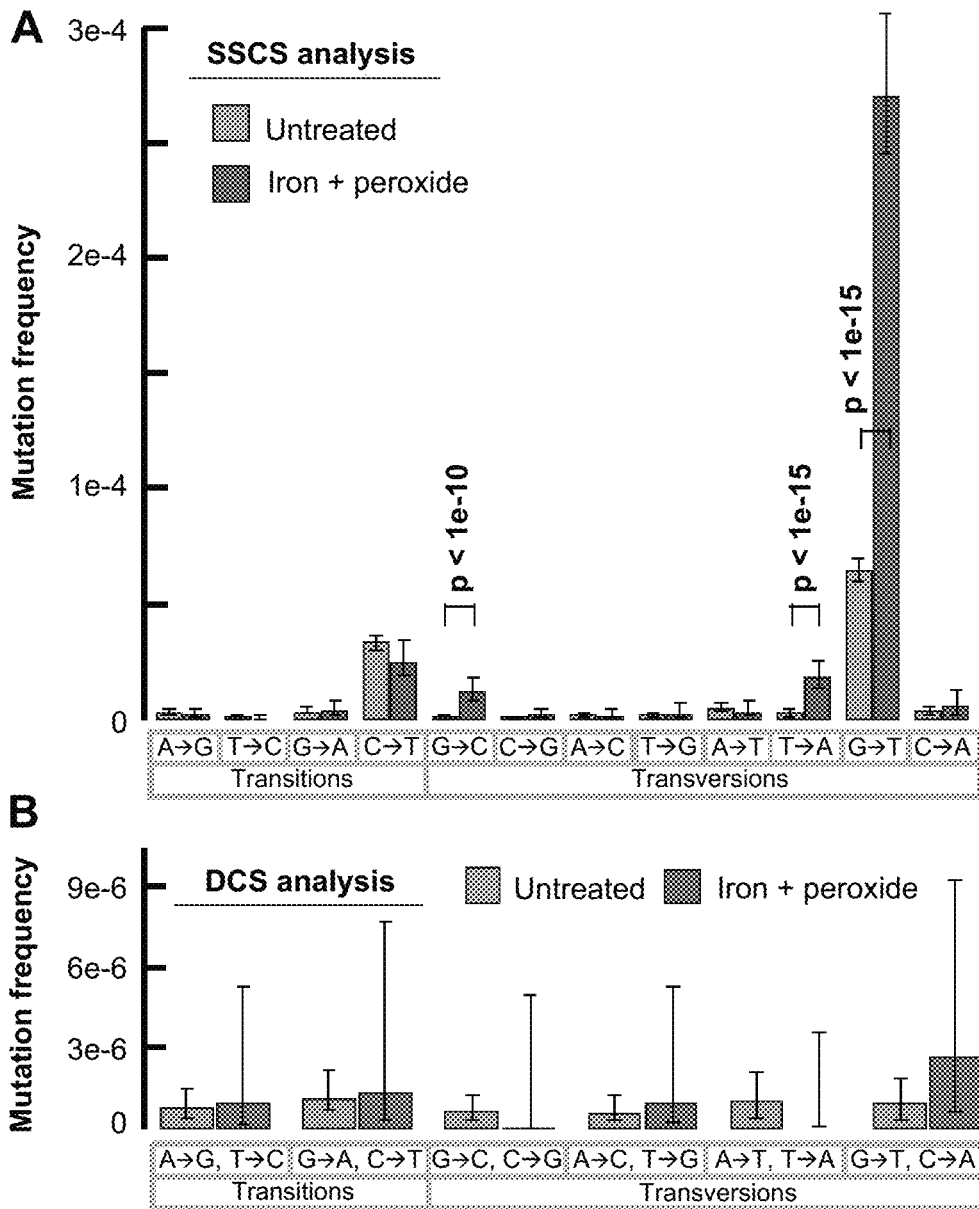 A
SSCS analysis
Untreated
Iron + peroxide
Mutation frequency
3e-4
2e-4
1e-4
0
p < 1e-10
p < 1e-15
p < 1e-15
A→G T→C G→A C→T G→C C→G A→C T→G A→T T→A G→T C→A
Transitions Transversions
B
DCS analysis
Untreated Iron + peroxide
Mutation frequency
9e-6
6e-6
3e-6
0
A→G, T→C G→A, C→T G→C, C→G A→C, T→G A→T, T→A G→T, C→A
Transitions Transversions